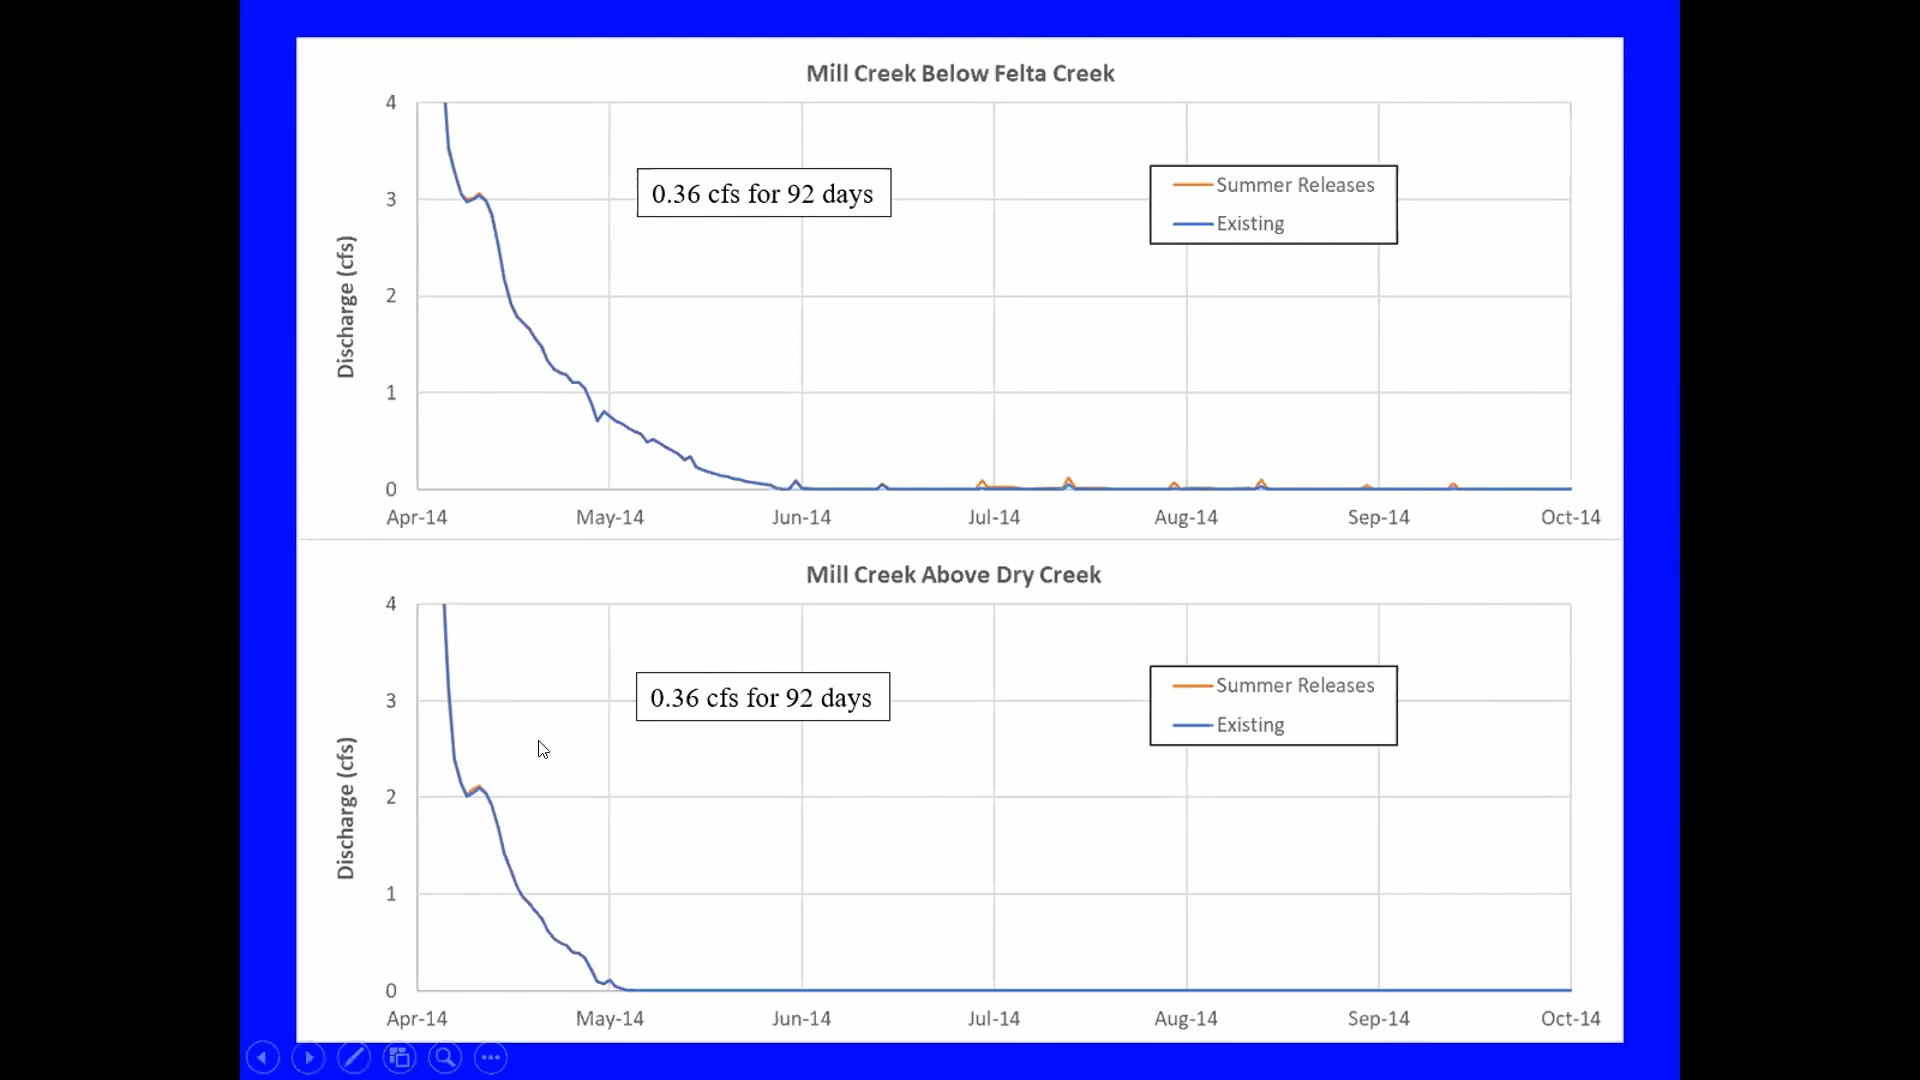 Mill Creek Below Felta Creek
4
3
2
1
0
Discharge (cfs)
0.36 cfs for 92 days
Summer Releases
Existing
Apr-14 May-14 Jun-14 Jul-14 Aug-14 Sep-14 Oct-14
Mill Creek Above Dry Creek
4
3
2
1
0
Discharge (cfs)
0.36 cfs for 92 days
Summer Releases
Existing
Apr-14 May-14 Jun-14 Jul-14 Aug-14 Sep-14 Oct-14